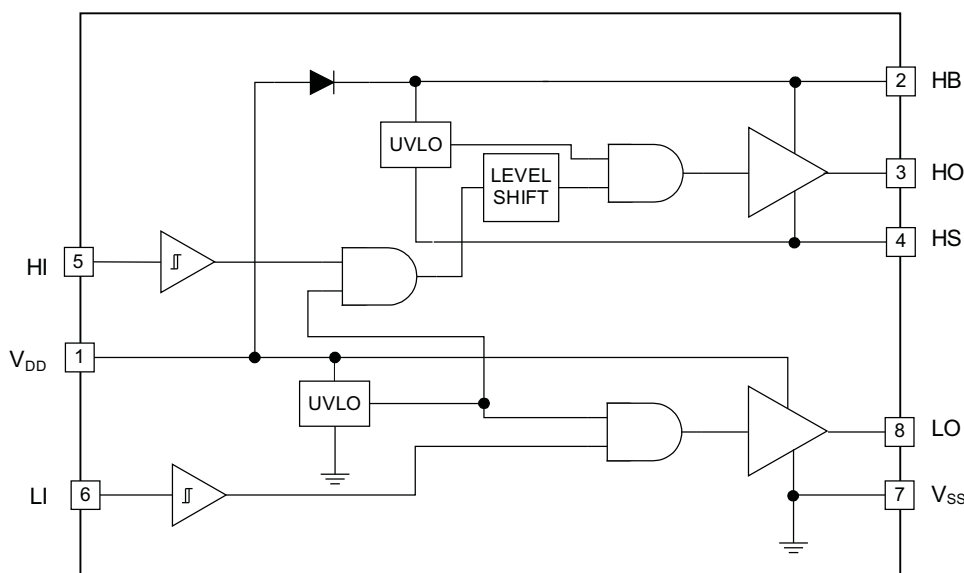 2 HB
UVLO
LEVEL
SHIFT
3 HO
4 HS
HI 5
VDD 1
UVLO
8 LO
LI 6
7 VSS